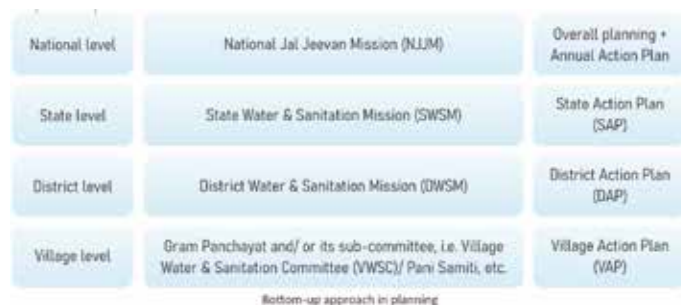 National level
National Jal Jeevan Mission (NJJM)
Overall planning +
Annual Action Plan
State level
State Water & Sanitation Mission (SWSM)
State Action Plan
(SAP)
District level
District Water & Sanitation Mission (DWSM)
District Action Plan
(DAP)
Village level
Gram Panchayat and/ or its sub-committee, i.e. Village
Water & Sanitation Committee (VWSC)/ Pani Samiti, etc.
Village Action Plan
(VAP)
Bottom-up approach in planning